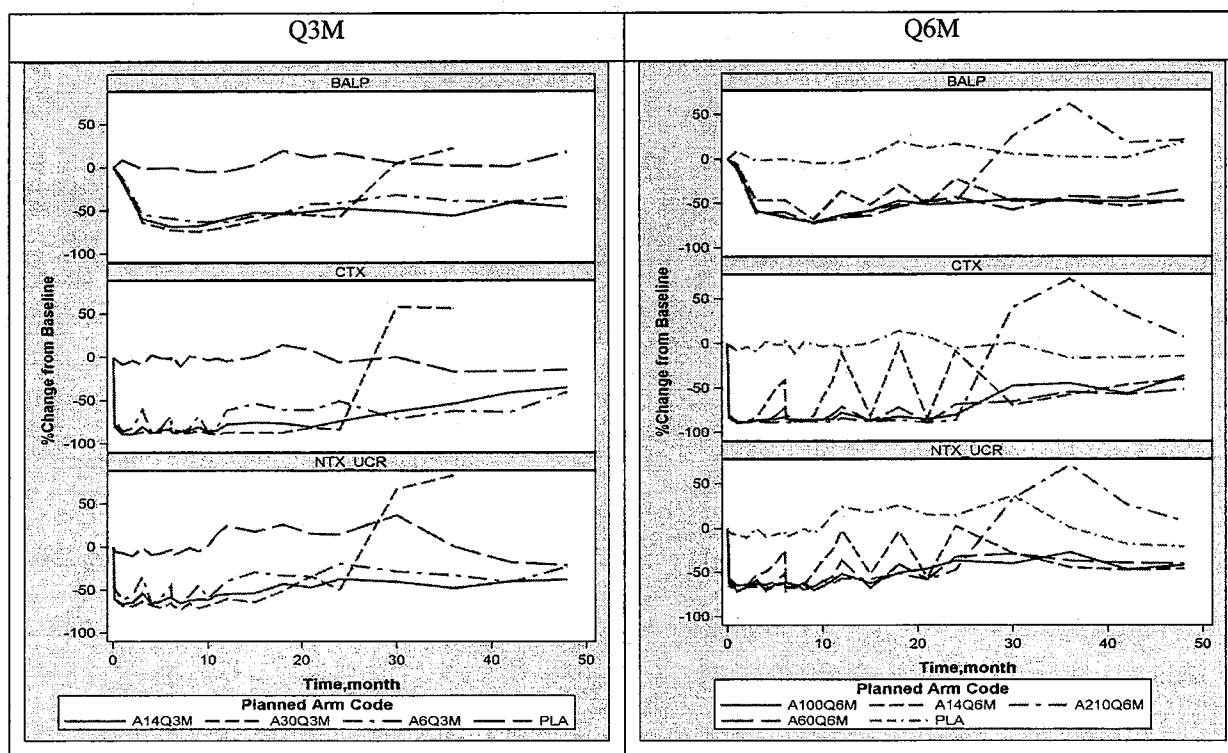 Q3M
Q6M
BALP
50
0
-50
-100
CTX
50
0
-50
-100
NTX_UCR
50
0
-50
-100
%Change from Baseline
0 10 20 30 40 50
Time,month
Planned Arm Code
A14Q3M A30Q3M A6Q3M PLA
BALP
50
0
-50
-100
CTX
50
0
-50
-100
NTX_UCR
50
0
-50
-100
%Change from Baseline
0 10 20 30 40 50
Time,month
Planned Arm Code
A100Q6M A14Q6M A210Q6M
A60Q6M PLA